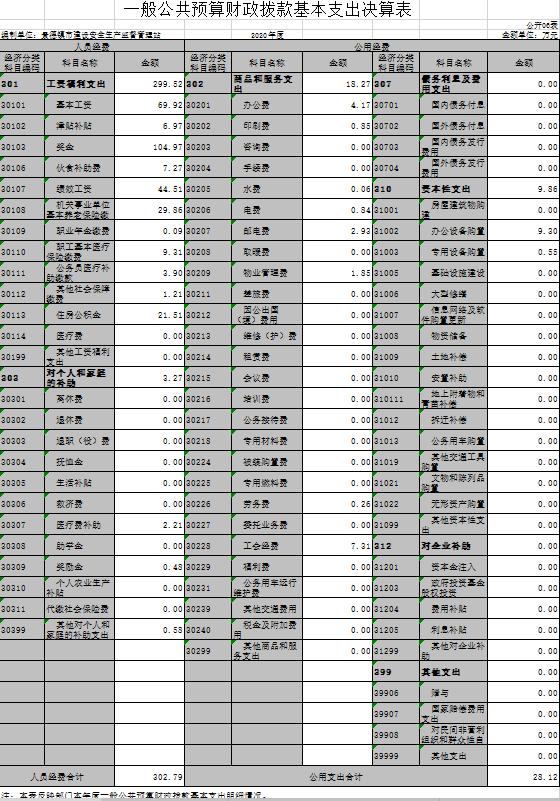 一般公共预算财政拨款基本支出决算表
公开06表
编制单位：景德镇市建设安全生产监督管理站 2020年度 金额单位：万元
人员经费 公用经费
经济分类科目编码 科目名称 金额 经济分类科目编码 科目名称 金额 经济分类科目编码 科目名称 金额
301 工资福利支出 299.52 302 商品和服务支出 18.27 307 债务利息及费用支出 0.00
30101 基本工资 69.92 30201 办公费 4.17 30701 国内债务付息 0.00
30102 津贴补贴 6.97 30202 印刷费 0.85 30702 国外债务付息 0.00
30103 奖金 104.97 30203 咨询费 0.00 30703 国内债务发行费用 0.00
30106 伙食补助费 7.27 30204 手续费 0.00 30704 国外债务发行费用 0.00
30107 绩效工资 44.51 30205 水费 0.06 310 资本性支出 9.86
30108 机关事业单位基本养老保险缴 29.86 30206 电费 0.84 31001 房屋建筑物购建 0.00
30109 职业年金缴费 0.09 30207 邮电费 2.93 31002 办公设备购置 9.30
30110 职工基本医疗保险缴费 9.31 30208 取暖费 0.00 31003 专用设备购置 0.55
30111 公务员医疗补助缴款 3.90 30209 物业管理费 1.85 31005 基础设施建设 0.00
30112 其他社会保障缴费 1.21 30211 差旅费 0.00 31006 大型修缮 0.00
30113 住房公积金 21.51 30212 因公出国（境）费用 0.00 31007 信息网络及软件购置更新 0.00
30114 医疗费 0.00 30213 维修（护）费 0.00 31008 物资储备 0.00
30199 其他工资福利支出 0.00 30214 租赁费 0.00 31009 土地补偿 0.00
303 对个人和家庭的补助 3.27 30215 会议费 0.00 31010 安置补助 0.00
30301 离休费 0.00 30216 培训费 0.00 310111 地上附着物和青苗补偿 0.00
30302 退休费 0.00 30217 公务接待费 0.00 31012 拆迁补偿 0.00
30303 退职（役）费 0.00 30218 专用材料费 0.00 31013 公务用车购置 0.00
30304 抚恤金 0.00 30224 被装购置费 0.00 31019 其他交通工具购置 0.00
30305 生活补贴 0.00 30225 专用燃料费 0.00 31021 文物和陈列品购置 0.00
30306 救济费 0.00 30226 劳务费 0.26 31022 无形资产购置 0.00
30307 医疗费补助 2.21 30227 委托业务费 0.00 31099 其他资本性支出 0.00
30308 助学金 0.00 30228 工会经费 7.31 312 对企业补助 0.00
30309 奖励金 0.48 30229 福利费 0.00 31201 资本金注入 0.00
30310 个人农业生产补贴 0.00 30231 公务用车运行维护费 0.00 31203 政府投资基金股权投资 0.00
30311 代缴社会保险费 0.00 30239 其他交通费用 0.00 31204 费用补贴 0.00
30399 其他对个人和家庭的补助支出 0.58 30240 税金及附加费用 0.00 31205 利息补贴 0.00
30299 其他商品和服务支出 0.00 31299 其他对企业补助 0.00
399 其他支出 0.00
39906 赠与 0.00
39907 国家赔偿费用支出 0.00
39908 对民间非营利组织和群众性自 0.00
39999 其他支出 0.00
人员经费合计 302.79 公用支出合计 28.12
注：本表反映部门本年度一般公共预算财政拨款基本支出明细情况。